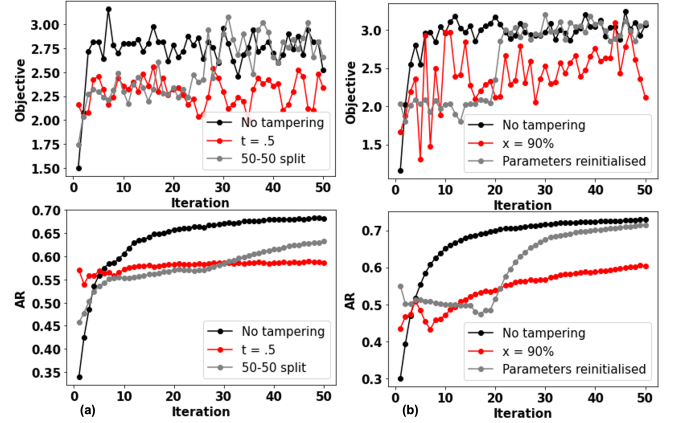 3.00
2.75
2.50
2.25
2.00
1.75
1.50
Objective
No tampering
t = .5
50-50 split
0 10 20 30 40 50
Iteration
3.0
2.5
2.0
1.5
Objective
No tampering
x = 90%
Parameters reinitialised
0 10 20 30 40 50
Iteration
0.70
0.65
0.60
0.55
0.50
0.45
0.40
0.35
AR
No tampering
t = .5
50-50 split
0 10 20 30 40 50
(a) Iteration
0.7
0.6
0.5
0.4
0.3
AR
No tampering
x = 90%
Parameters reinitialised
0 10 20 30 40 50
(b) Iteration